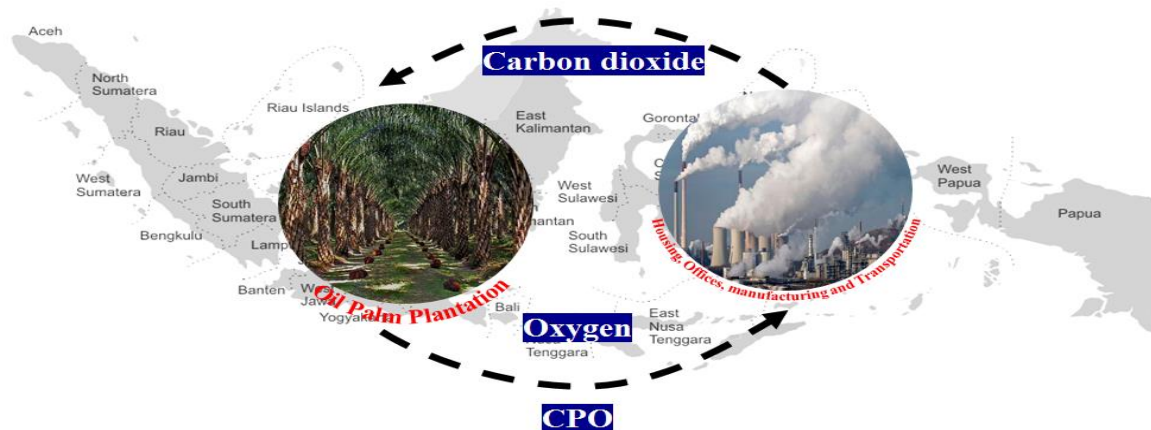 Aceh
North
Sumatera
Riau Islands
Riau
West
Sumatera
Jambi
South
Sumatera
Bengkulu
Banten
Bali
East
Kalimantan
West
Sulawesi
South
Sulawesi
East
Nusa
Tenggara
Tenggara
West
Papua
Papua
Carbon dioxide
Oil Palm Plantation
Housing, Offices, manufacturing and Transportation
Oxygen
CPO